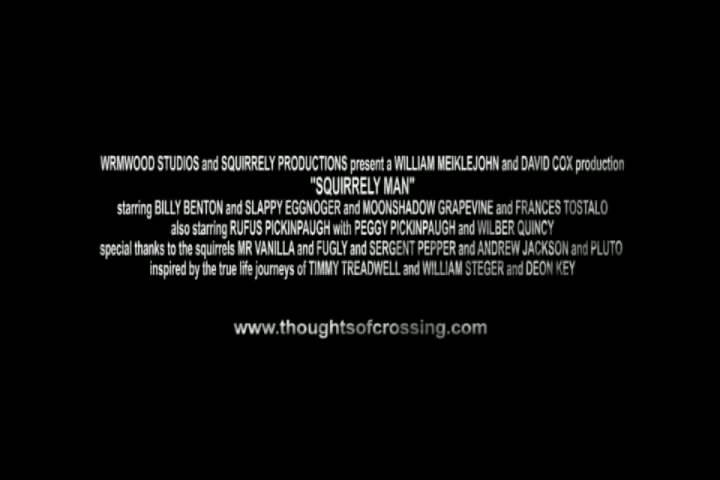 WRMWOOD STUDIOS and SQUIRRELY PRODUCTIONS present a WILLIAM MEIKLEJOHN and DAVID COX production
"SQUIRRELY MAN"
starring BILLY BENTON and SLAPPY EGGNOGER and MOONSHADOW GRAPEVINE and FRANCES TOSTALO
also starring RUFUS PICKINPAUGH with PEGGY PICKINPAUGH and WILBER QUINCY
special thanks to the squirrels MR VANILLA and FUGLY and SERGENT PEPPER and ANDREW JACKSON and PLUTO
inspired by the true life journeys of TIMMY TREADWELL and WILLIAM STEGER and DEON KEY
www.thoughtsofcrossing.com